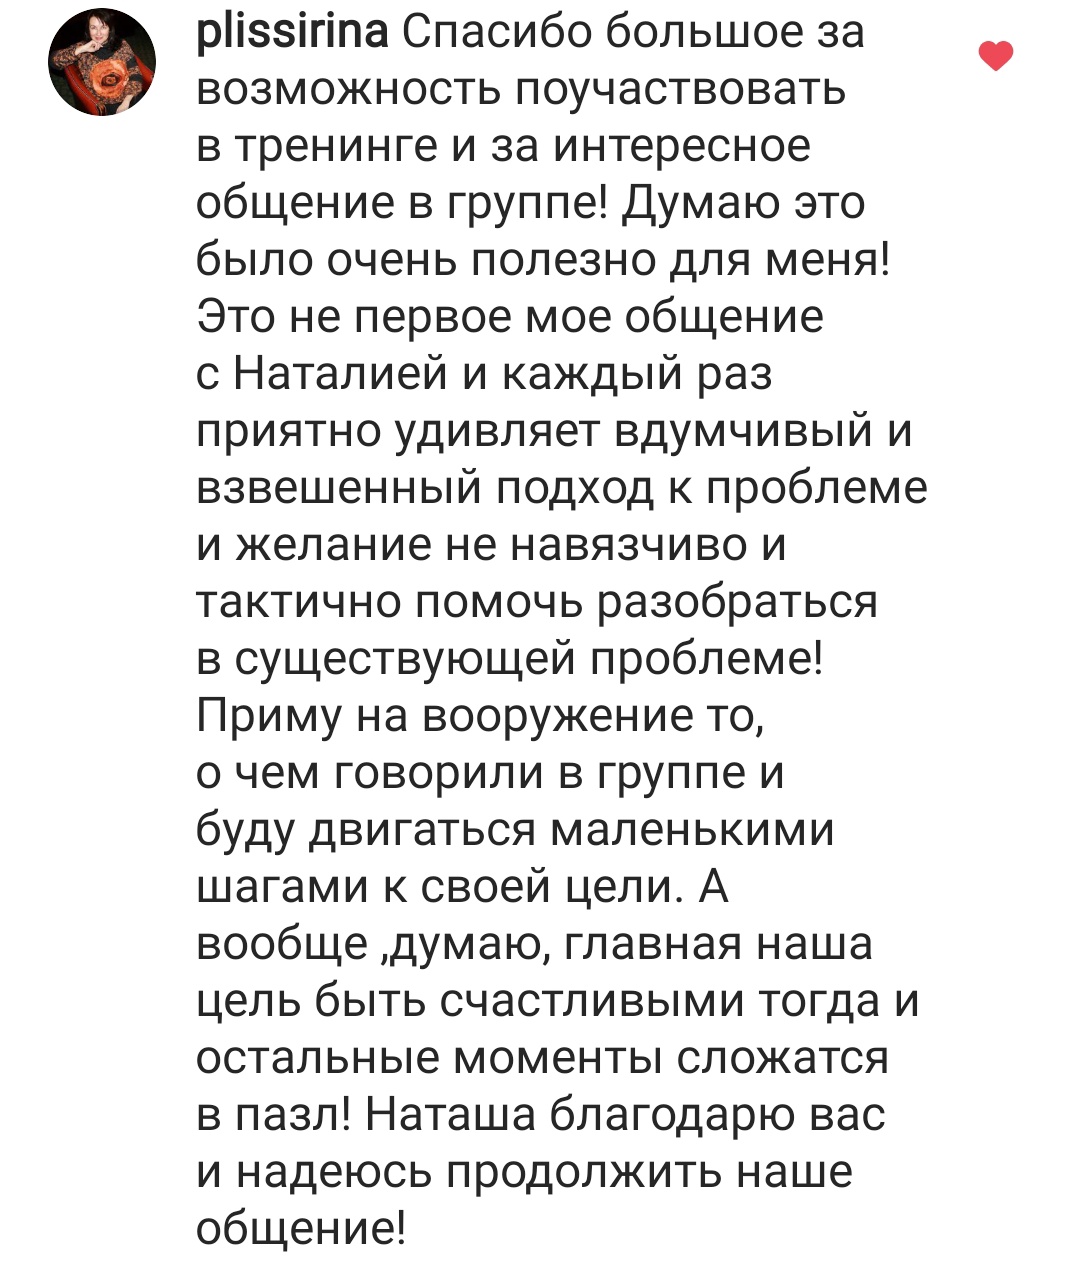 plissirina Спасибо большое за
возможность поучаствовать
в тренинге и за интересное
общение в группе! Думаю это
было очень полезно для меня!
Это не первое мое общение
с Наталией и каждый раз
приятно удивляет вдумчивый и
взвешенный подход к проблеме
и желание не навязчиво и
тактично помочь разобраться
в существующей проблеме!
Приму на вооружение то,
о чем говорили в группе и
буду двигаться маленькими
шагами к своей цели. А
вообще ,думаю, главная наша
цель быть счастливыми тогда и
остальные моменты сложатся
в пазл! Наташа благодарю вас
и надеюсь продолжить наше
общение!